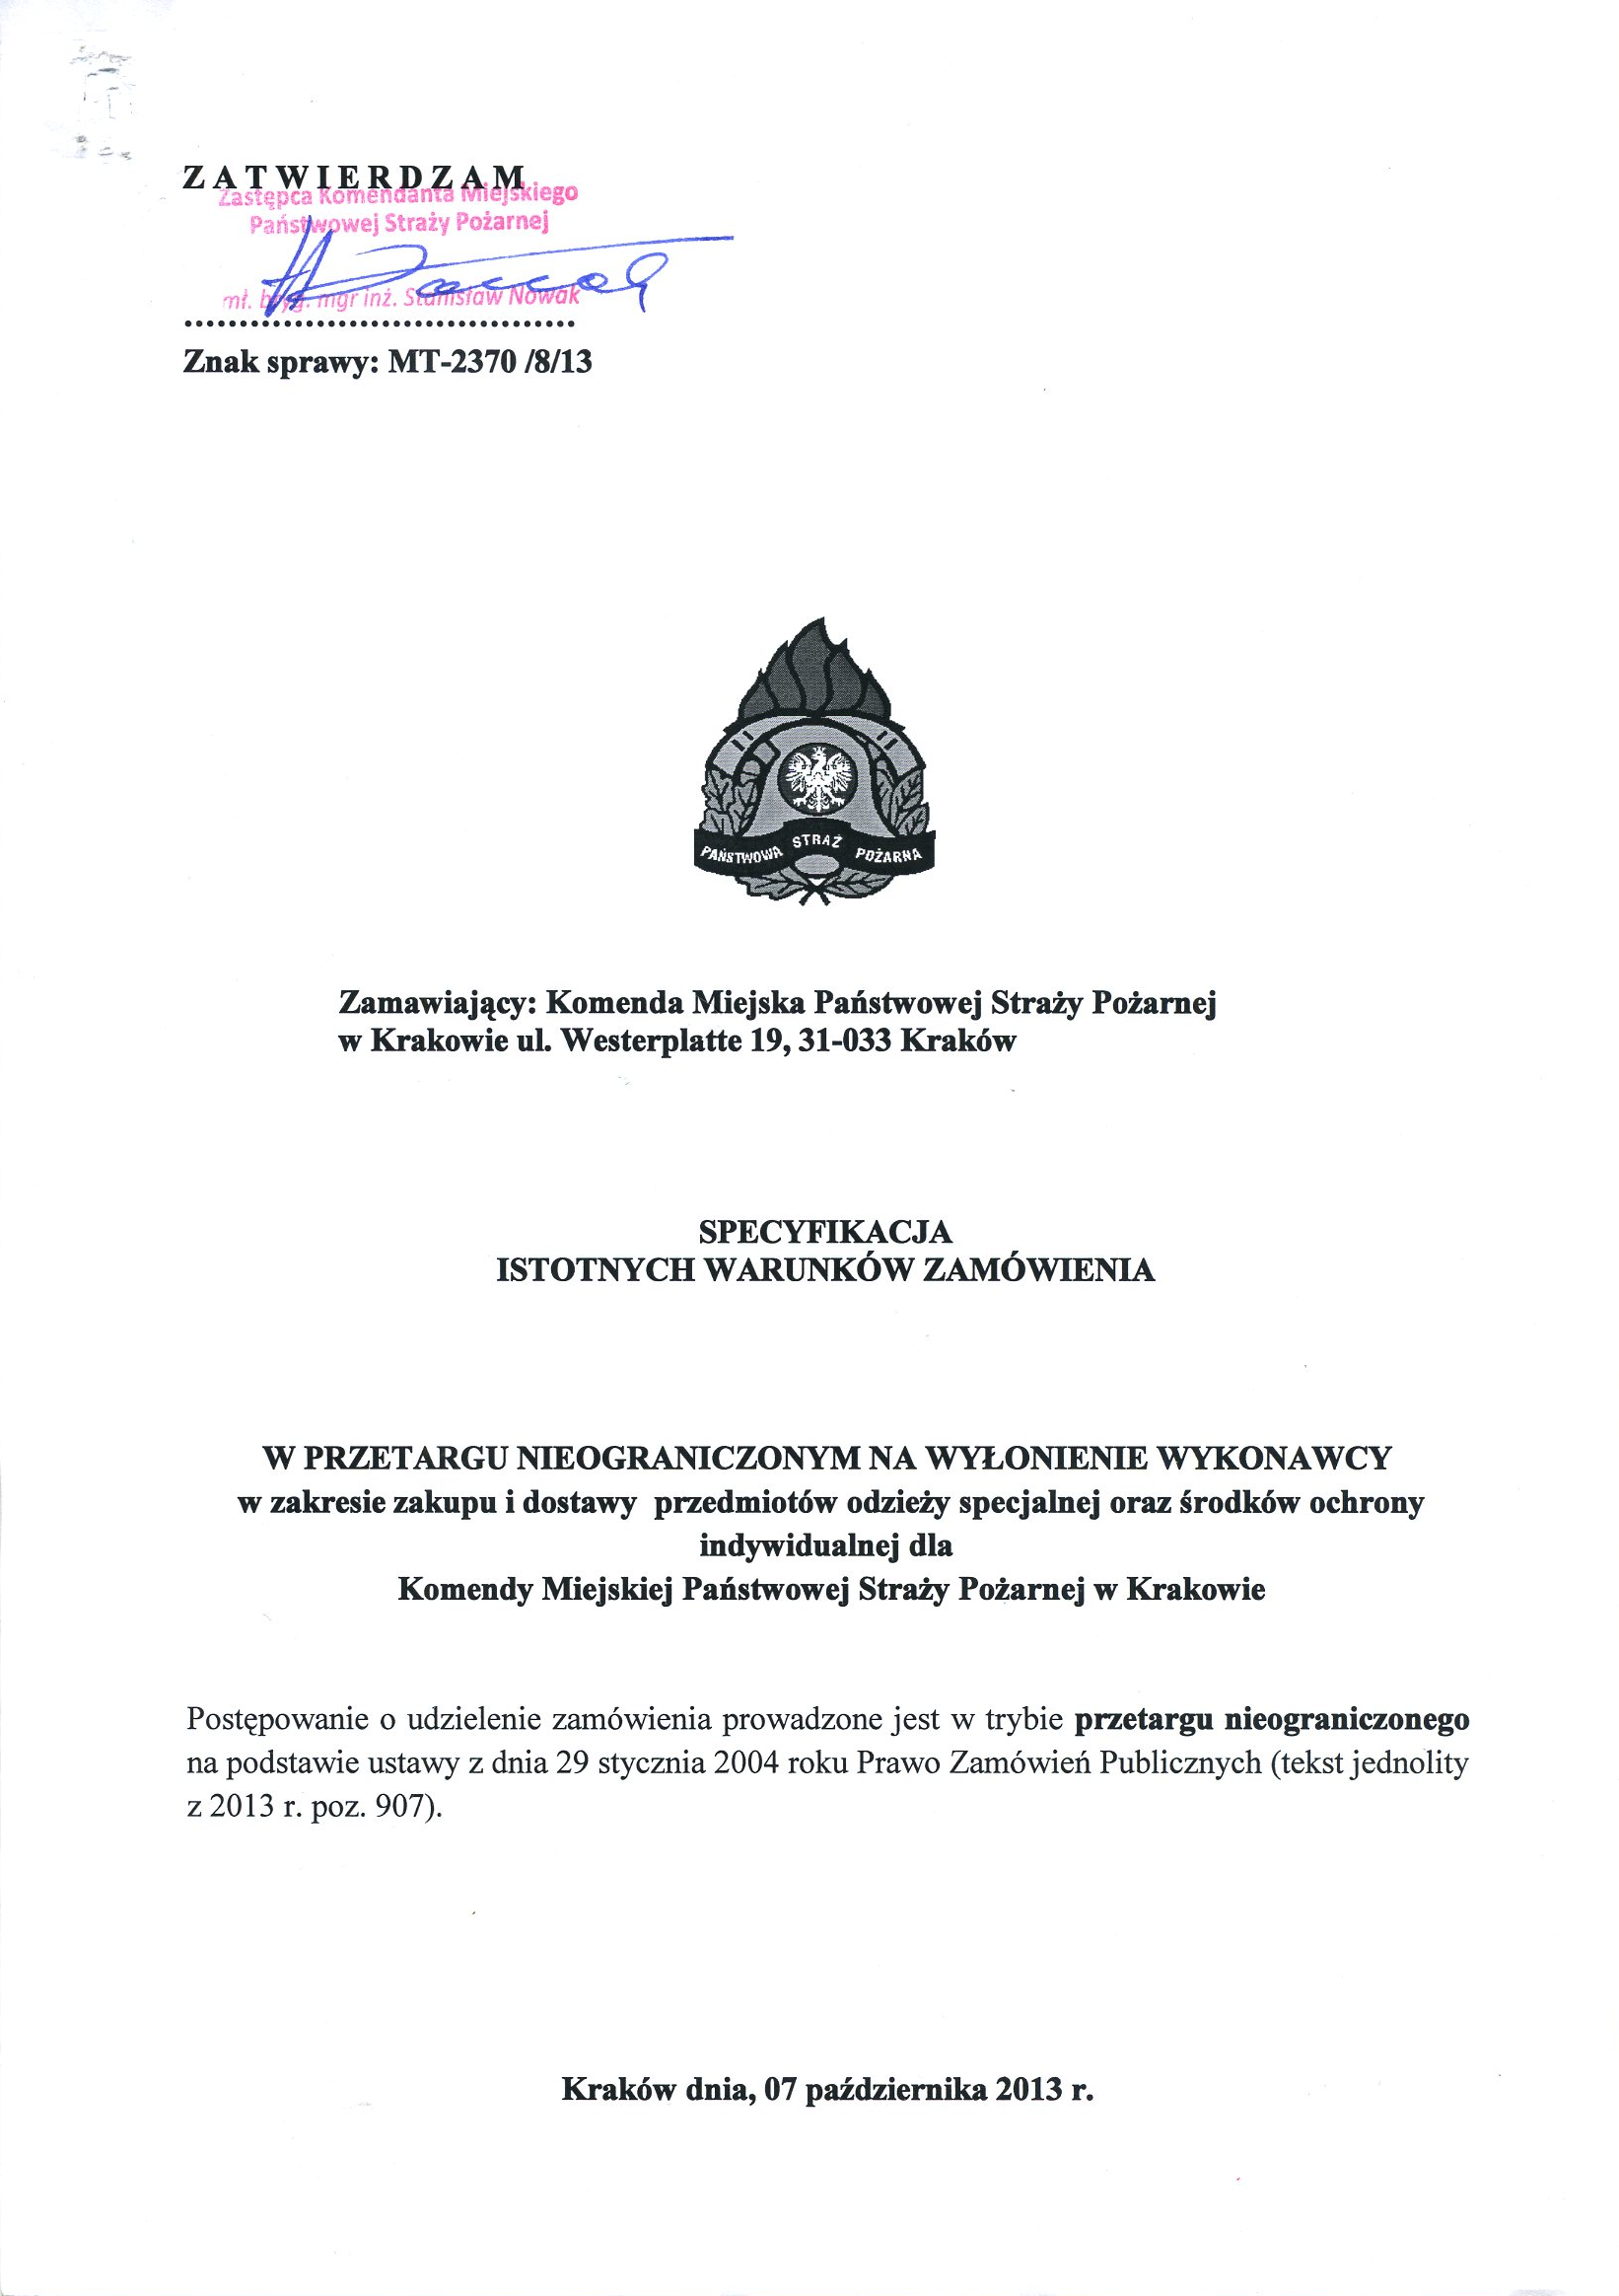 Z A T W I E R D Z A M
Zastępca Komendanta Miejskiego
Państwowej Straży Pożarnej
mł. bryg. mgr inż. Stanisław Nowak
Znak sprawy: MT-2370 /8/13
PAŃSTWOWA STRAŻ POŻARNA
Zamawiający: Komenda Miejska Państwowej Straży Pożarnej
w Krakowie ul. Westerplatte 19, 31-033 Kraków
SPECYFIKACJA
ISTOTNYCH WARUNKÓW ZAMÓWIENIA
W PRZETARGU NIEOGRANICZONYM NA WYŁONIENIE WYKONAWCY
w zakresie zakupu i dostawy przedmiotów odzieży specjalnej oraz środków ochrony
indywidualnej dla
Komendy Miejskiej Państwowej Straży Pożarnej w Krakowie
Postępowanie o udzielenie zamówienia prowadzone jest w trybie przetargu nieograniczonego
na podstawie ustawy z dnia 29 stycznia 2004 roku Prawo Zamówień Publicznych (tekst jednolity
z 2013 r. poz. 907).
Kraków dnia, 07 października 2013 r.